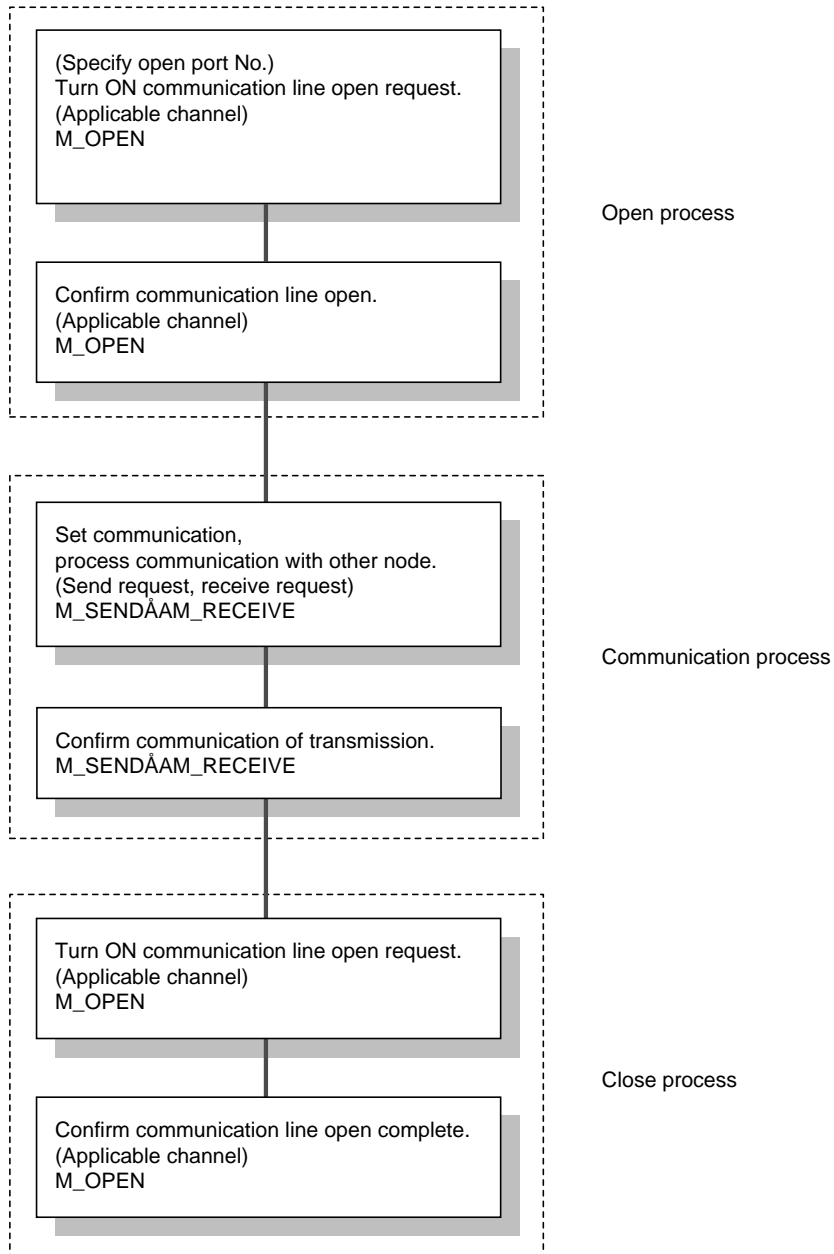 (Specify open port No.)
Turn ON communication line open request.
(Applicable channel)
M_OPEN
Open process
Confirm communication line open.
(Applicable channel)
M_OPEN
Set communication,
process communication with other node.
(Send request, receive request)
M_SENDÅAM_RECEIVE
Communication process
Confirm communication of transmission.
M_SENDÅAM_RECEIVE
Turn ON communication line open request.
(Applicable channel)
M_OPEN
Close process
Confirm communication line open complete.
(Applicable channel)
M_OPEN